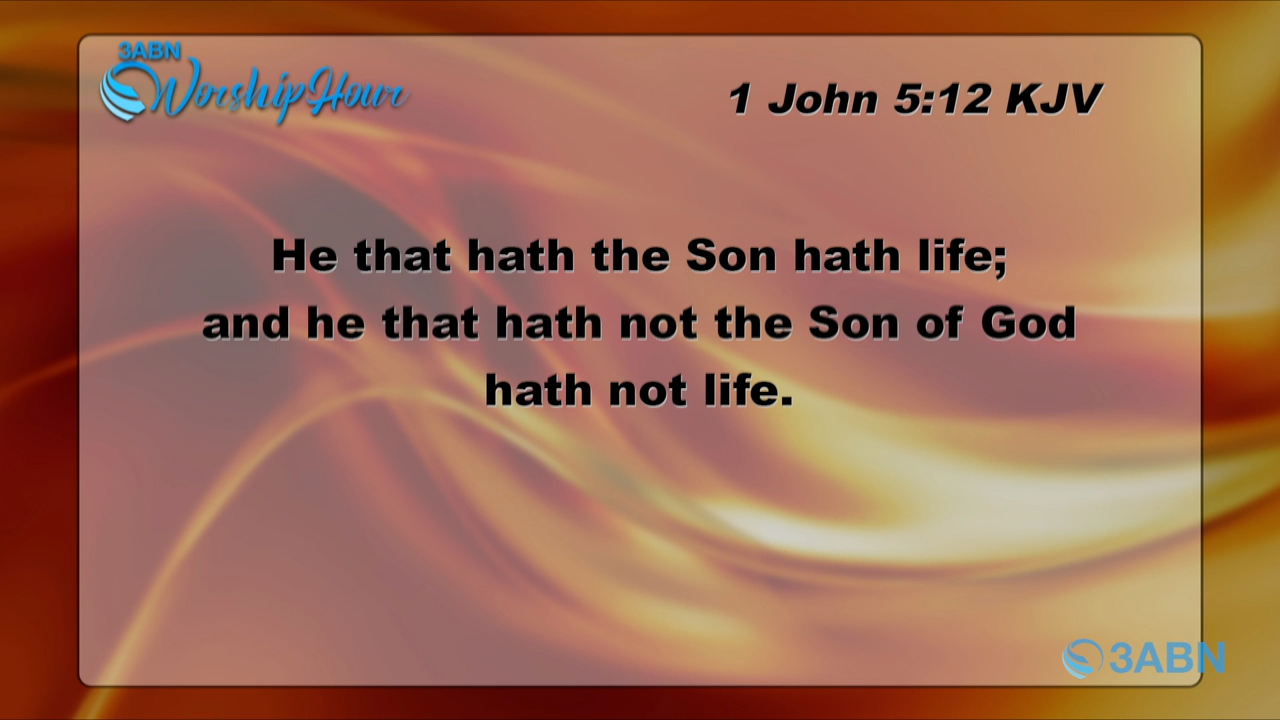 3ABN
Worship Hour
1 John 5:12 KJV
He that hath the Son hath life;
and he that hath not the Son of God
hath not life.
3ABN